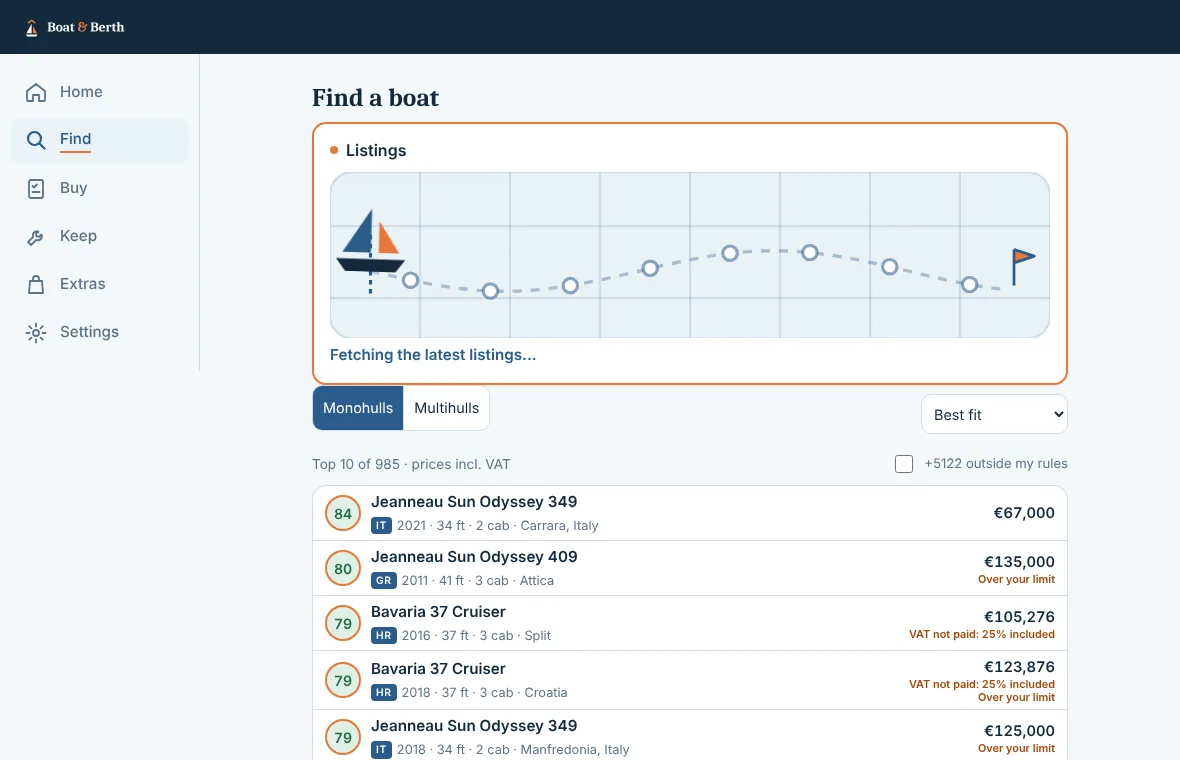 Boat & Berth
Home
Find
Buy
Keep
Extras
Settings
Find a boat
Listings
Fetching the latest listings...
Monohulls
Multihulls
Best fit
Top 10 of 985 · prices incl. VAT
+5122 outside my rules
84
Jeanneau Sun Odyssey 349
IT 2021 · 34 ft · 2 cab · Carrara, Italy
€67,000
80
Jeanneau Sun Odyssey 409
GR 2011 · 41 ft · 3 cab · Attica
€135,000
Over your limit
79
Bavaria 37 Cruiser
HR 2016 · 37 ft · 3 cab · Split
€105,276
VAT not paid: 25% included
79
Bavaria 37 Cruiser
HR 2018 · 37 ft · 3 cab · Croatia
€123,876
VAT not paid: 25% included
Over your limit
79
Jeanneau Sun Odyssey 349
IT 2018 · 34 ft · 2 cab · Manfredonia, Italy
€125,000
Over your limit